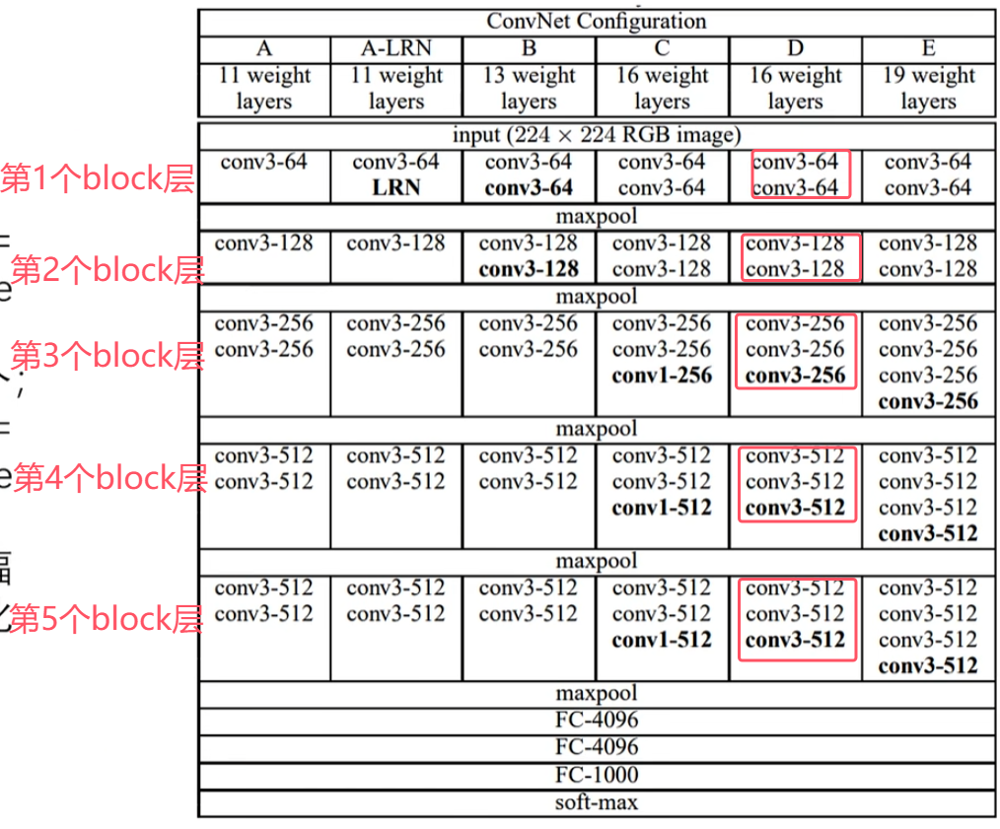 ConvNet Configuration
A A-LRN B C D E
11 weight layers 11 weight layers 13 weight layers 16 weight layers 16 weight layers 19 weight layers
input (224 × 224 RGB image)
第1个block层
conv3-64 conv3-64 conv3-64 conv3-64 conv3-64 conv3-64
LRN conv3-64 conv3-64 conv3-64 conv3-64
maxpool
第2个block层
conv3-128 conv3-128 conv3-128 conv3-128 conv3-128 conv3-128
conv3-128 conv3-128 conv3-128 conv3-128
maxpool
第3个block层
conv3-256 conv3-256 conv3-256 conv3-256 conv3-256 conv3-256
conv3-256 conv3-256 conv3-256 conv3-256 conv3-256 conv3-256
conv1-256 conv3-256 conv3-256
conv3-256
maxpool
第4个block层
conv3-512 conv3-512 conv3-512 conv3-512 conv3-512 conv3-512
conv3-512 conv3-512 conv3-512 conv3-512 conv3-512 conv3-512
conv1-512 conv3-512 conv3-512
conv3-512
maxpool
第5个block层
conv3-512 conv3-512 conv3-512 conv3-512 conv3-512 conv3-512
conv3-512 conv3-512 conv3-512 conv3-512 conv3-512 conv3-512
conv1-512 conv3-512 conv3-512
conv3-512
maxpool
FC-4096
FC-4096
FC-1000
soft-max